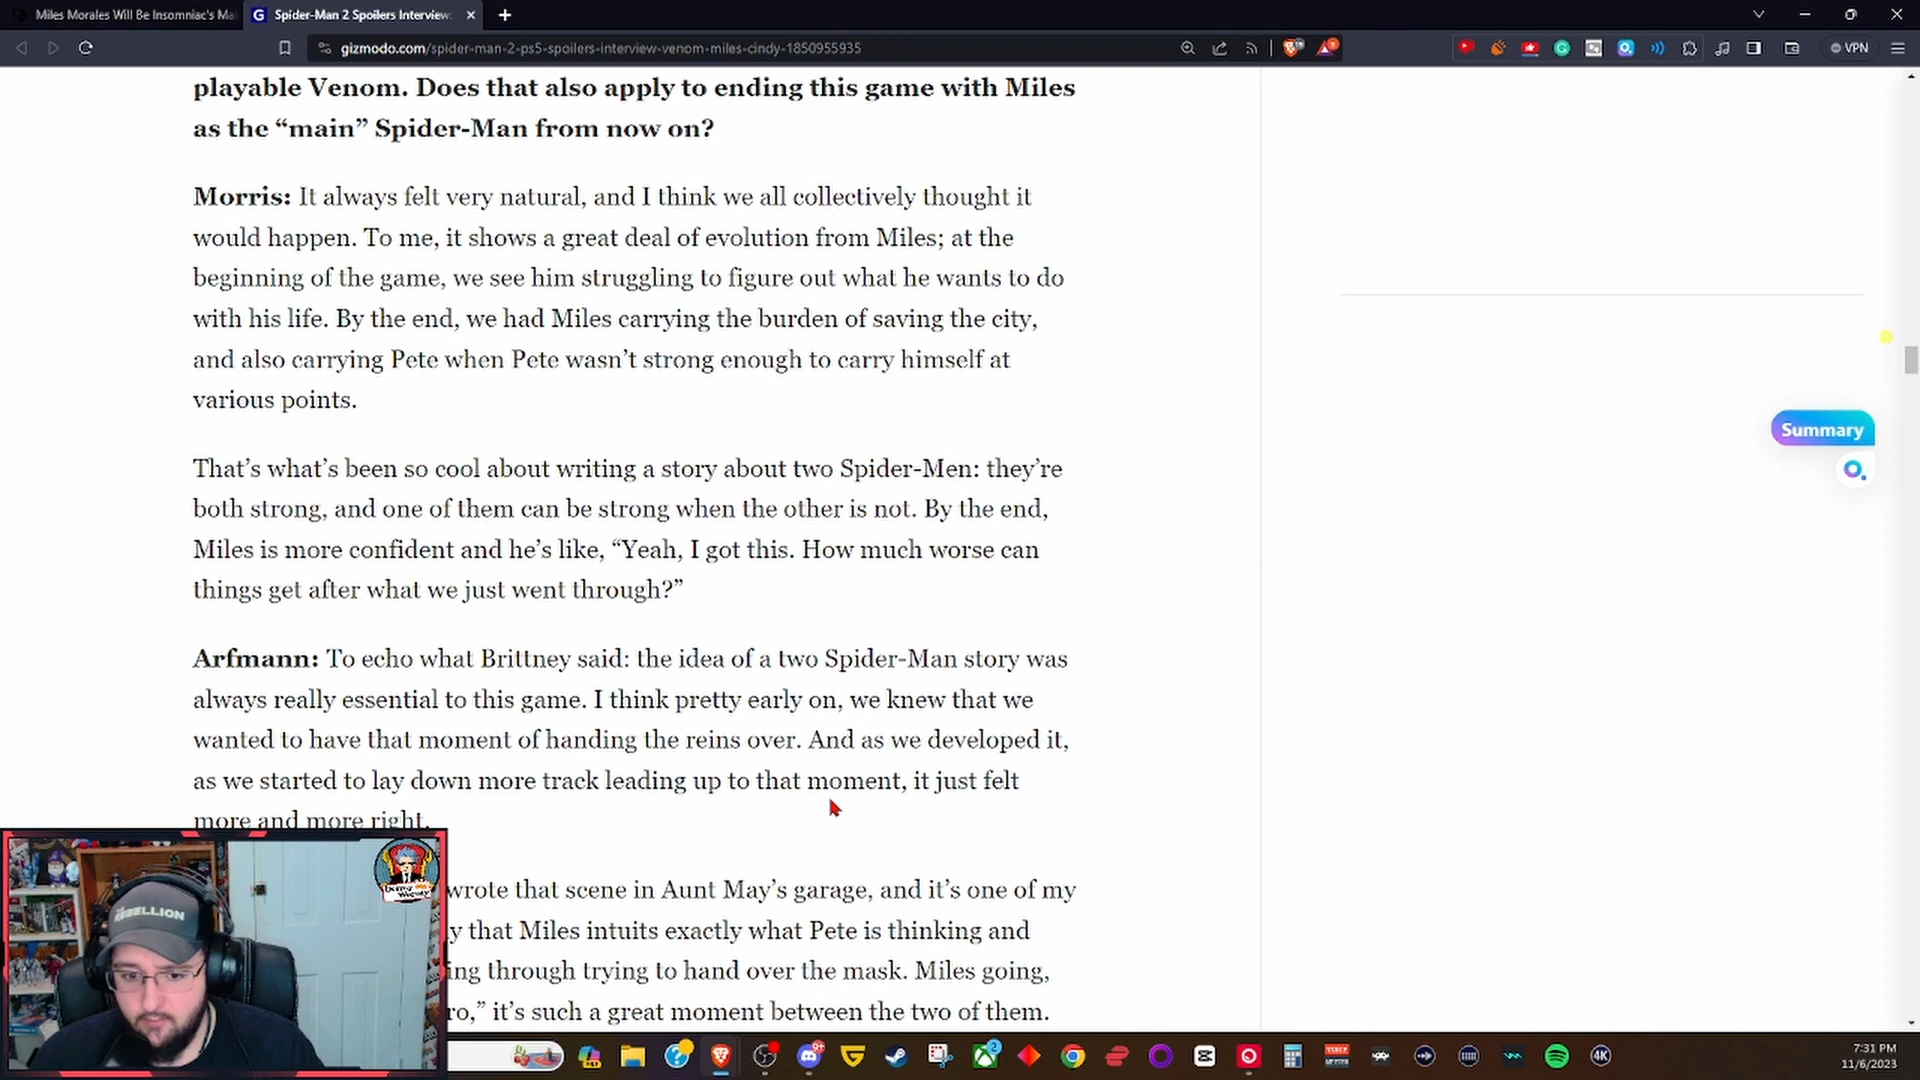 Miles Morales Will Be Insomniac's Ma
Spider-Man 2 Spoilers Interview:
gizmodo.com/spider-man-2-ps5-spoilers-interview-venom-miles-cindy-1850955935
VPN
playable Venom. Does that also apply to ending this game with Miles
as the “main” Spider-Man from now on?
Morris: It always felt very natural, and I think we all collectively thought it
would happen. To me, it shows a great deal of evolution from Miles; at the
beginning of the game, we see him struggling to figure out what he wants to do
with his life. By the end, we had Miles carrying the burden of saving the city,
and also carrying Pete when Pete wasn’t strong enough to carry himself at
various points.
That’s what’s been so cool about writing a story about two Spider-Men: they’re
both strong, and one of them can be strong when the other is not. By the end,
Miles is more confident and he’s like, “Yeah, I got this. How much worse can
things get after what we just went through?”
Summary
Arfmann: To echo what Brittney said: the idea of a two Spider-Man story was
always really essential to this game. I think pretty early on, we knew that we
wanted to have that moment of handing the reins over. And as we developed it,
as we started to lay down more track leading up to that moment, it just felt
more and more right.
wrote that scene in Aunt May’s garage, and it’s one of my
y that Miles intuits exactly what Pete is thinking and
ing through trying to hand over the mask. Miles going,
ro,” it’s such a great moment between the two of them.
REBELLION
4K
7:31 PM
11/6/2023